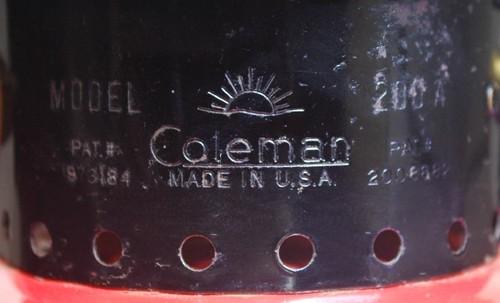 MODEL 200A
Coleman
PAT.# PAT.#
MADE IN U.S.A.